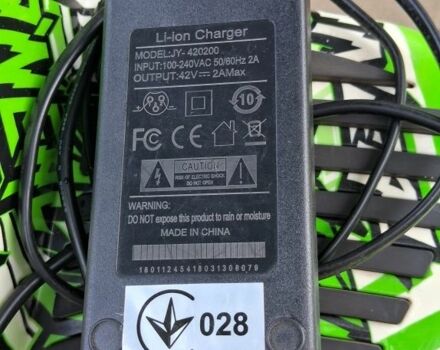 Li-ion Charger
MODEL:JY- 420200
INPUT:100-240VAC 50/60Hz 2A
OUTPUT:42V⎓2AMax
10
FC CE
CAUTION
RISK OF ELECTRIC SHOCK
DO NOT OPEN
WARNING:
DO NOT expose this product to rain or moisture
MADE IN CHINA
18011245418031308079
028